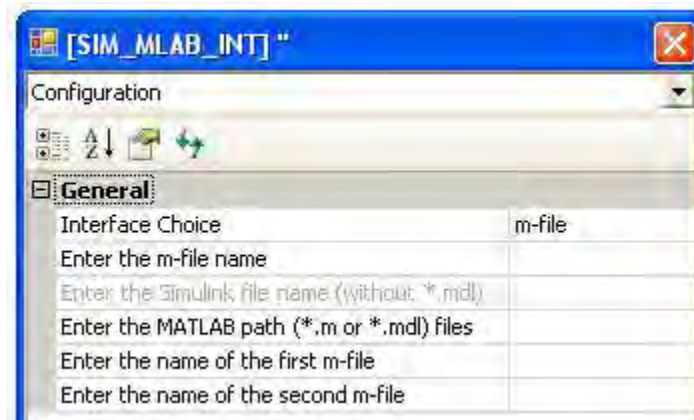 [SIM_MLAB_INT] "
Configuration
A
Z
General
Interface Choice m-file
Enter the m-file name
Enter the Simulink file name (without *.mdl)
Enter the MATLAB path (*.m or *.mdl) files
Enter the name of the first m-file
Enter the name of the second m-file